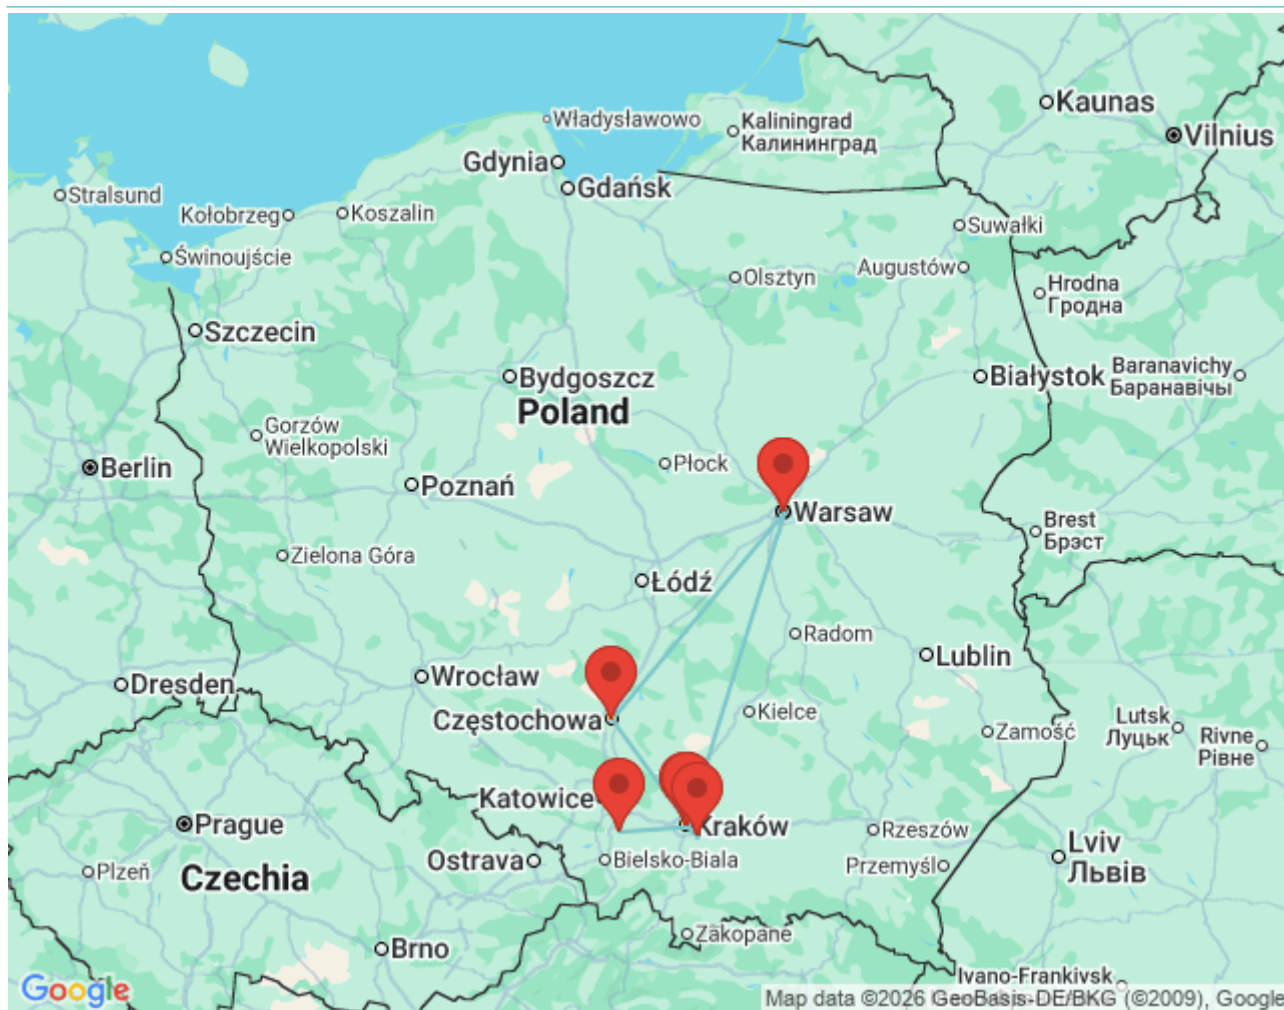 Władysławowo
Kaliningrad
Калининград
Kaunas
Vilnius
Gdynia
Gdańsk
Stralsund
Kołobrzeg
Koszalin
Suwałki
Świnoujście
Olsztyn
Augustów
Hrodna
Гродна
Szczecin
Bydgoszcz
Białystok
Baranavichy
Баранавічы
Poland
Gorzów
Wielkopolski
Berlin
Płock
Poznań
Warsaw
Brest
Брэст
Zielona Góra
Łódź
Radom
Lublin
Wrocław
Dresden
Częstochowa
Kielce
Zamość
Lutsk
Луцьк
Rivne
Рівне
Katowice
Prague
Kraków
Rzeszów
Lviv
Львів
Ostrava
Bielsko-Biala
Przemyśl
Plzeň
Czechia
Zakopane
Brno
Ivano-Frankivsk
Google
Map data ©2026 GeoBasis-DE/BKG (©2009), Google